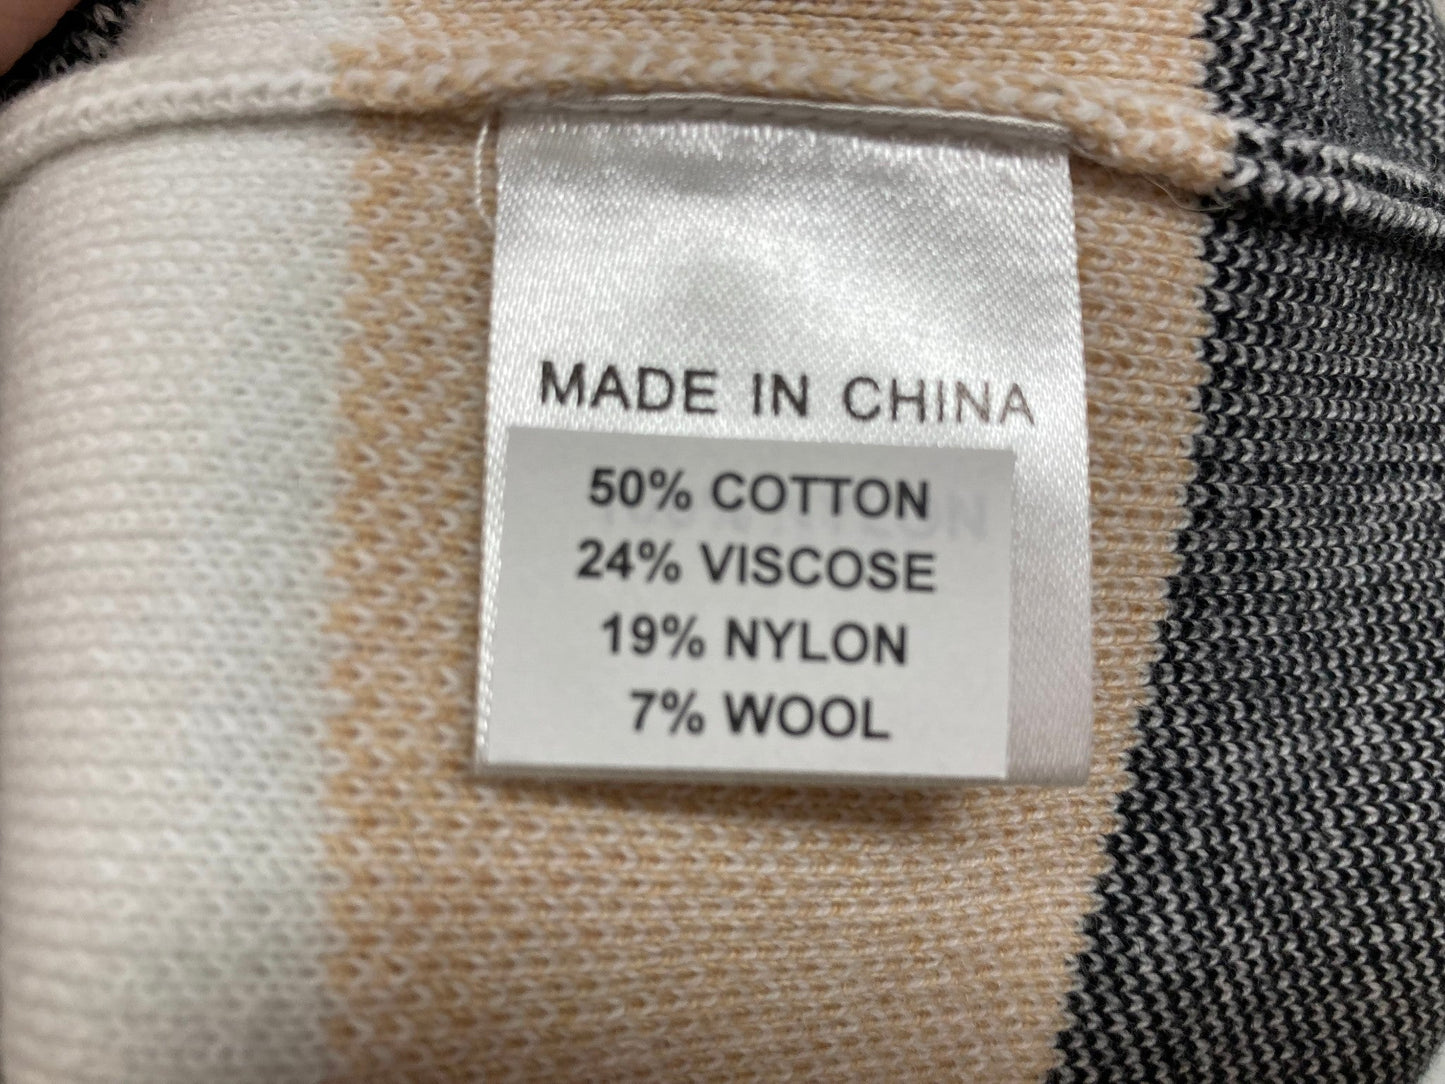 MADE IN CHINA
50% COTTON
24% VISCOSE
19% NYLON
7% WOOL